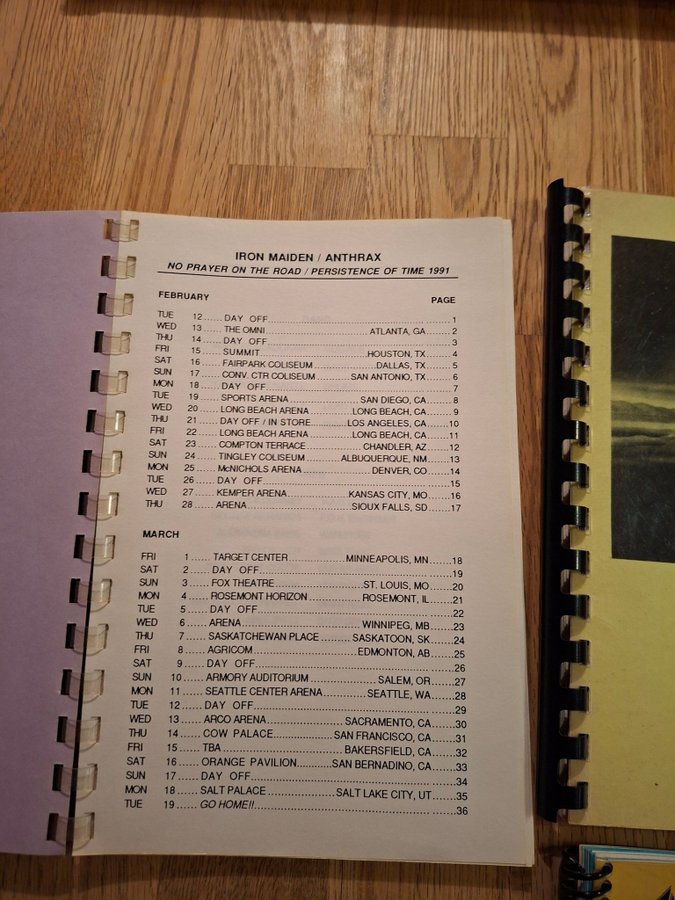 IRON MAIDEN / ANTHRAX
NO PRAYER ON THE ROAD / PERSISTENCE OF TIME 1991
FEBRUARY PAGE
TUE 12...... DAY OFF ........ 1
WED 13...... THE OMNI ........ ATLANTA, GA ....... 2
THU 14...... DAY OFF ........ 3
FRI 15...... SUMMIT ........ HOUSTON, TX ....... 4
SAT 16...... FAIRPARK COLISEUM ........ DALLAS, TX ....... 5
SUN 17...... CONV. CTR COLISEUM ........ SAN ANTONIO, TX ....... 6
MON 18...... DAY OFF ........ 7
TUE 19...... SPORTS ARENA ........ SAN DIEGO, CA ....... 8
WED 20...... LONG BEACH ARENA ........ LONG BEACH, CA ....... 9
THU 21...... DAY OFF / IN STORE ........ LOS ANGELES, CA ....... 10
FRI 22...... LONG BEACH ARENA ........ LONG BEACH, CA ....... 11
SAT 23...... COMPTON TERRACE ........ CHANDLER, AZ ....... 12
SUN 24...... TINGLEY COLISEUM ........ ALBUQUERQUE, NM ....... 13
MON 25...... McNICHOLS ARENA ........ DENVER, CO ....... 14
TUE 26...... DAY OFF ........ 15
WED 27...... KEMPER ARENA ........ KANSAS CITY, MO ....... 16
THU 28...... ARENA ........ SIOUX FALLS, SD ....... 17
MARCH
FRI 1...... TARGET CENTER ........ MINNEAPOLIS, MN ....... 18
SAT 2...... DAY OFF ........ 19
SUN 3...... FOX THEATRE ........ ST. LOUIS, MO ....... 20
MON 4...... ROSEMONT HORIZON ........ ROSEMONT, IL ....... 21
TUE 5...... DAY OFF ........ 22
WED 6...... ARENA ........ WINNIPEG, MB ....... 23
THU 7...... SASKATCHEWAN PLACE ........ SASKATOON, SK ....... 24
FRI 8...... AGRICOM ........ EDMONTON, AB ....... 25
SAT 9...... DAY OFF ........ 26
SUN 10...... ARMORY AUDITORIUM ........ SALEM, OR ....... 27
MON 11...... SEATTLE CENTER ARENA ........ SEATTLE, WA ....... 28
TUE 12...... DAY OFF ........ 29
WED 13...... ARCO ARENA ........ SACRAMENTO, CA ....... 30
THU 14...... COW PALACE ........ SAN FRANCISCO, CA ....... 31
FRI 15...... TBA ........ BAKERSFIELD, CA ....... 32
SAT 16...... ORANGE PAVILION ........ SAN BERNADINO, CA ....... 33
SUN 17...... DAY OFF ........ 34
MON 18...... SALT PALACE ........ SALT LAKE CITY, UT ....... 35
TUE 19...... GO HOME!! ........ 36